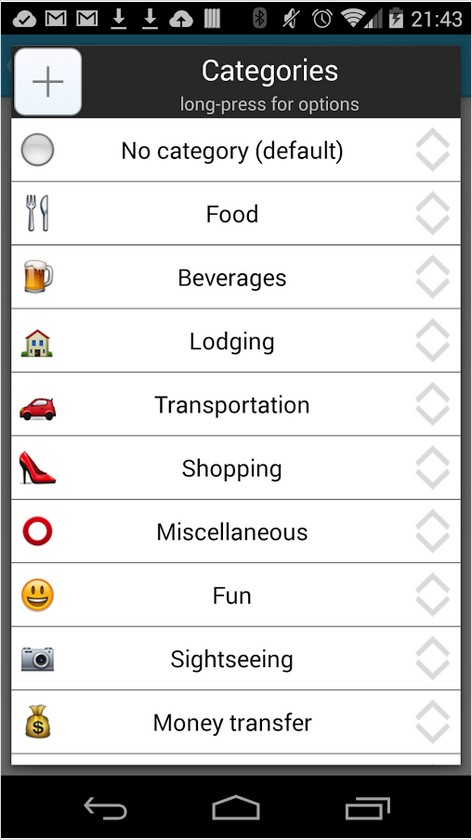 21:43
Categories
long-press for options
No category (default)
Food
Beverages
Lodging
Transportation
Shopping
Miscellaneous
Fun
Sightseeing
Money transfer